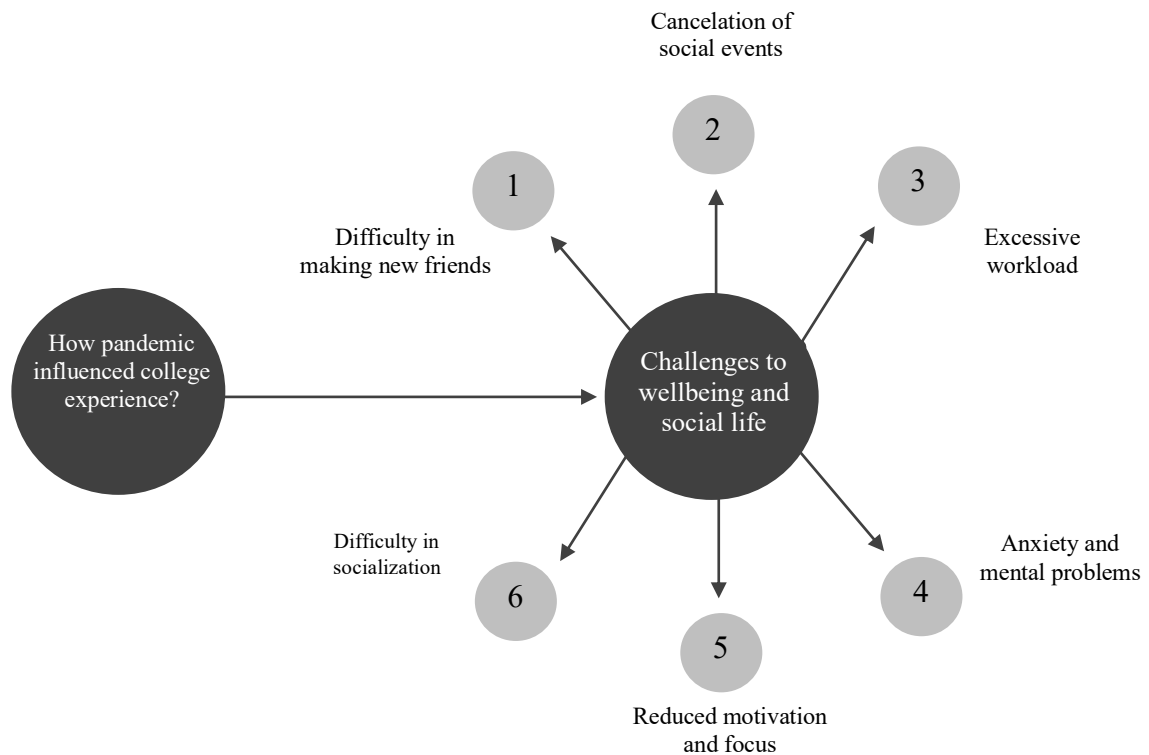 Cancelation of
social events
2
1
3
Difficulty in
making new friends
Excessive
workload
How pandemic
influenced college
experience?
Challenges to
wellbeing and
social life
Difficulty in
socialization
6
5
4
Anxiety and
mental problems
Reduced motivation
and focus